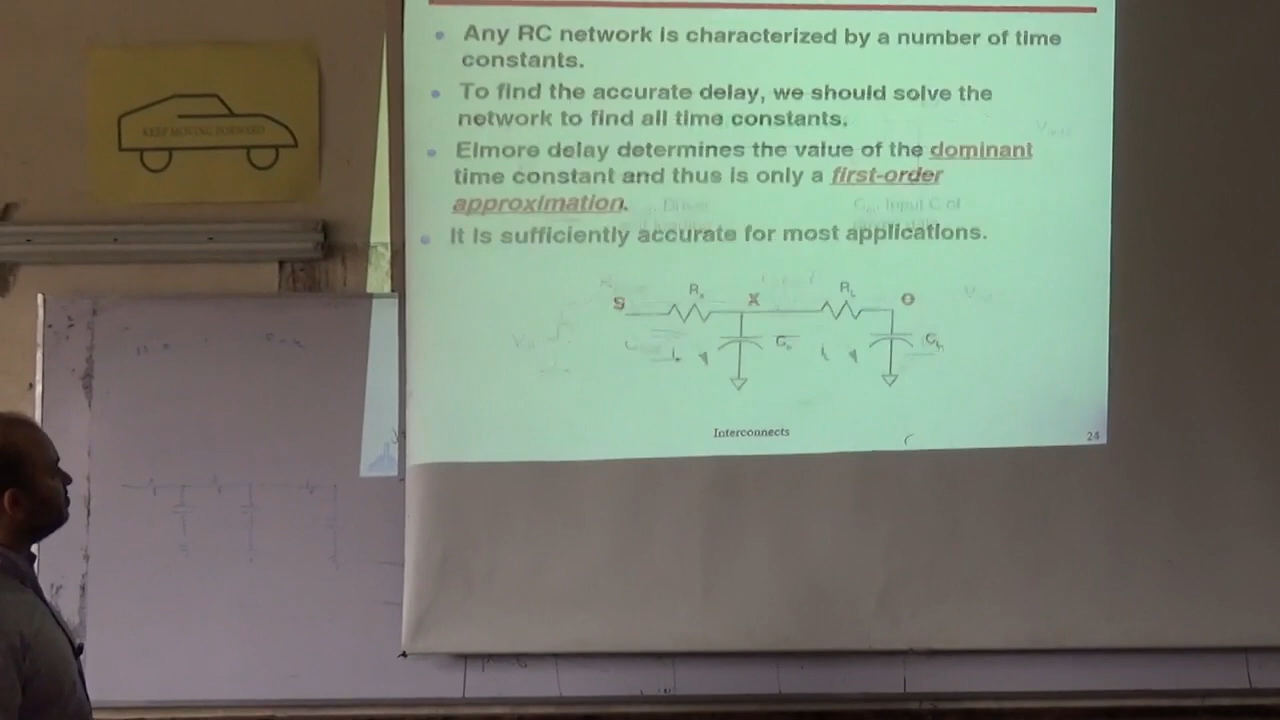 KEEP MOVING FORWARD
Any RC network is characterized by a number of time
constants.
To find the accurate delay, we should solve the
network to find all time constants.
Elmore delay determines the value of the dominant
time constant and thus is only a first-order
approximation.
It is sufficiently accurate for most applications.
S
X
O
Interconnects
24